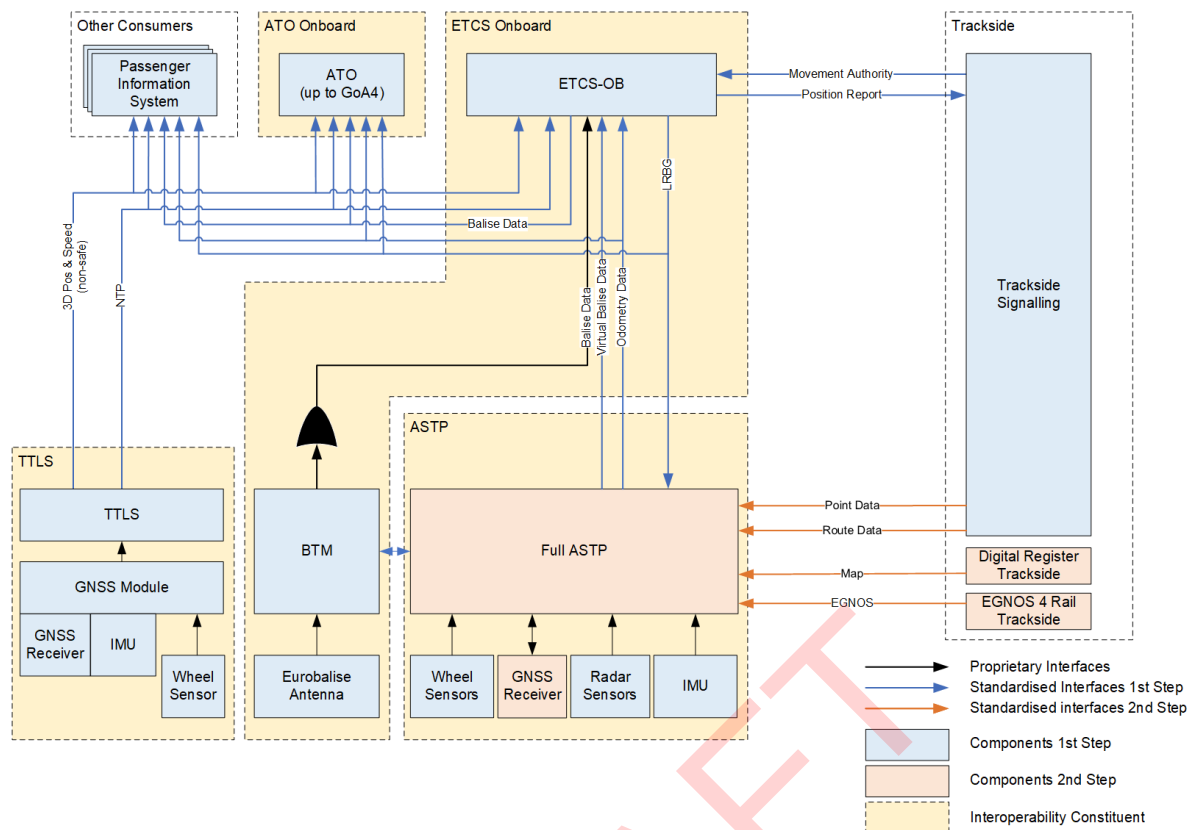 Other Consumers
ATO Onboard
ETCS Onboard
Trackside
Passenger
Information
System
ATO
(up to GoA4)
ETCS-OB
Movement Authority
Position Report
LRBG
Balise Data
3D Pos & Speed
(non-safe)
NTP
Balise Data
Virtual Balise Data
Odometry Data
Trackside
Signalling
TTLS
ASTP
TTLS
BTM
Full ASTP
Point Data
Route Data
GNSS Module
Map
Digital Register
Trackside
EGNOS
EGNOS 4 Rail
Trackside
GNSS
Receiver
IMU
Wheel
Sensor
Eurobalise
Antenna
Wheel
Sensors
GNSS
Receiver
Radar
Sensors
IMU
Proprietary Interfaces
Standardised Interfaces 1st Step
Standardised interfaces 2nd Step
Components 1st Step
Components 2nd Step
Interoperability Constituent